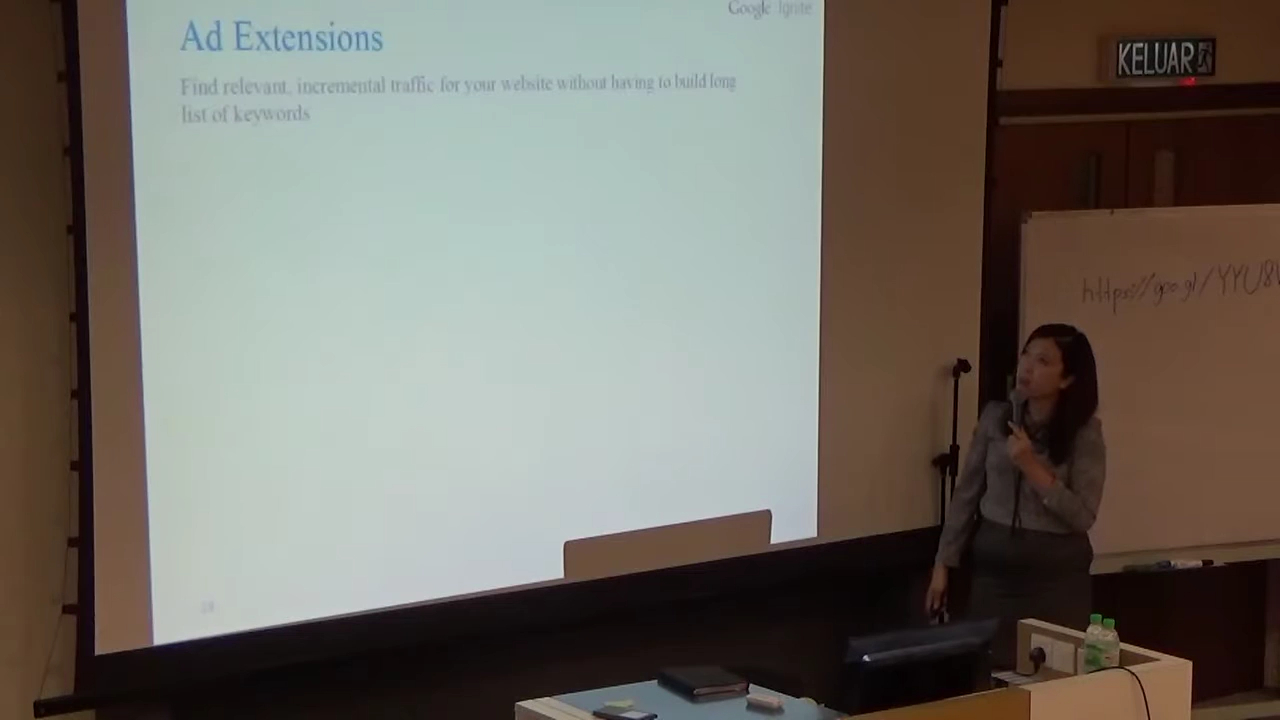 Google Ignite
Ad Extensions
Find relevant, incremental traffic for your website without having to build long
list of keywords
KELUAR